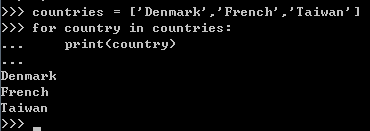 >>> countries = ['Denmark','French','Taiwan']
>>> for country in countries:
...     print(country)
...
Denmark
French
Taiwan
>>>